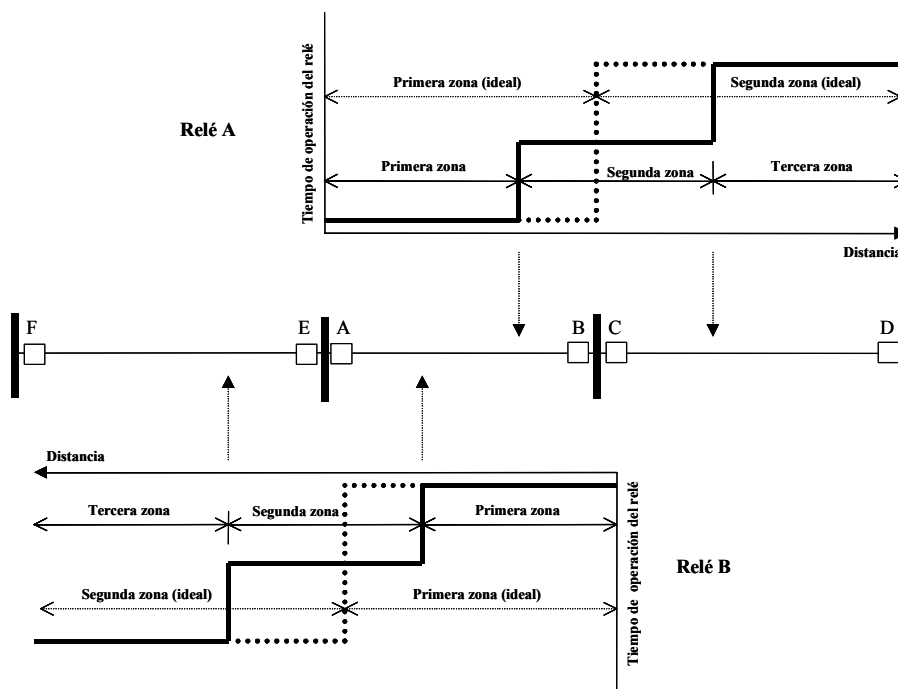 Tiempo de operación del relé
Primera zona (ideal)
Segunda zona (ideal)
Relé A
Primera zona
Segunda zona
Tercera zona
Distancia
F
E
A
B
C
D
Distancia
Tercera zona
Segunda zona
Primera zona
Tiempo de operación del relé
Relé B
Segunda zona (ideal)
Primera zona (ideal)